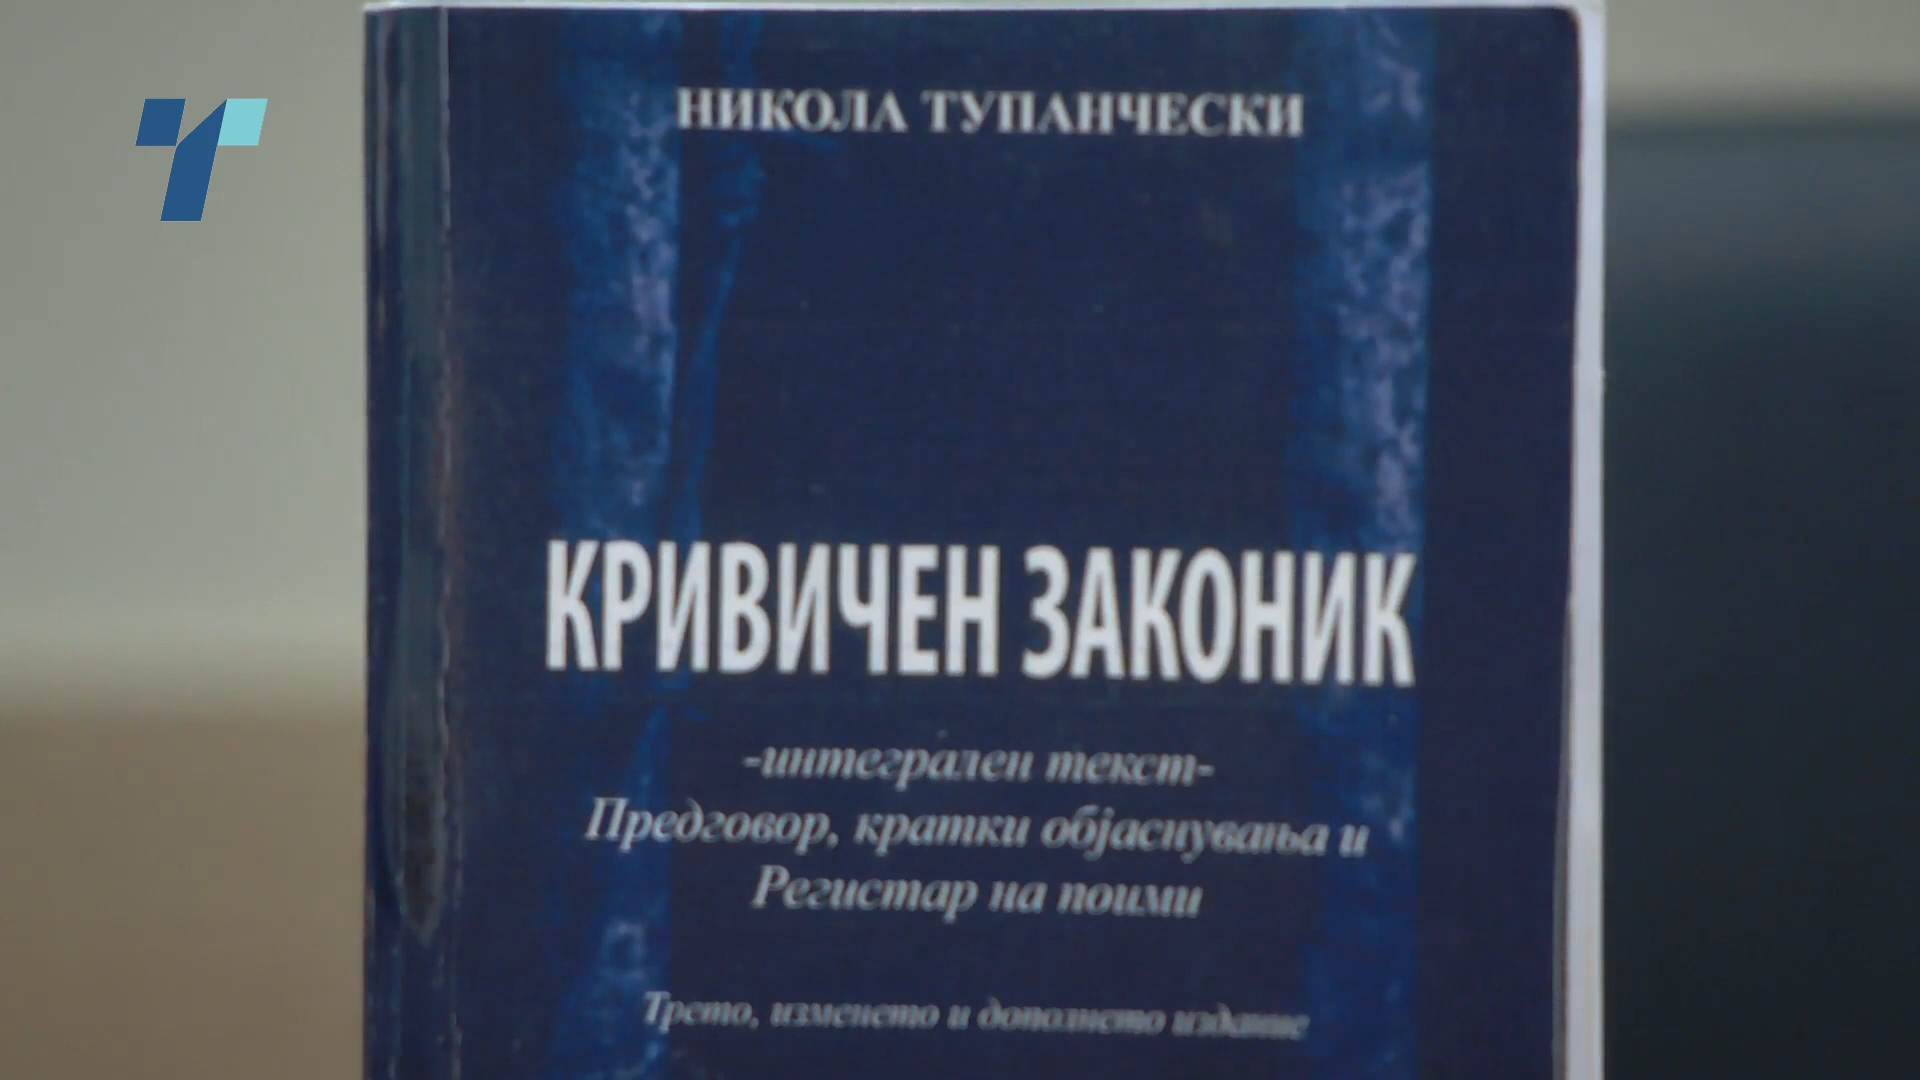 НИКОЛА ТУПАНЧЕСКИ
КРИВИЧЕН ЗАКОНИК
-интегрален текст-
Предговор, кратки објаснувања и
Регистар на поими
Трето, изменето и дополнето издание